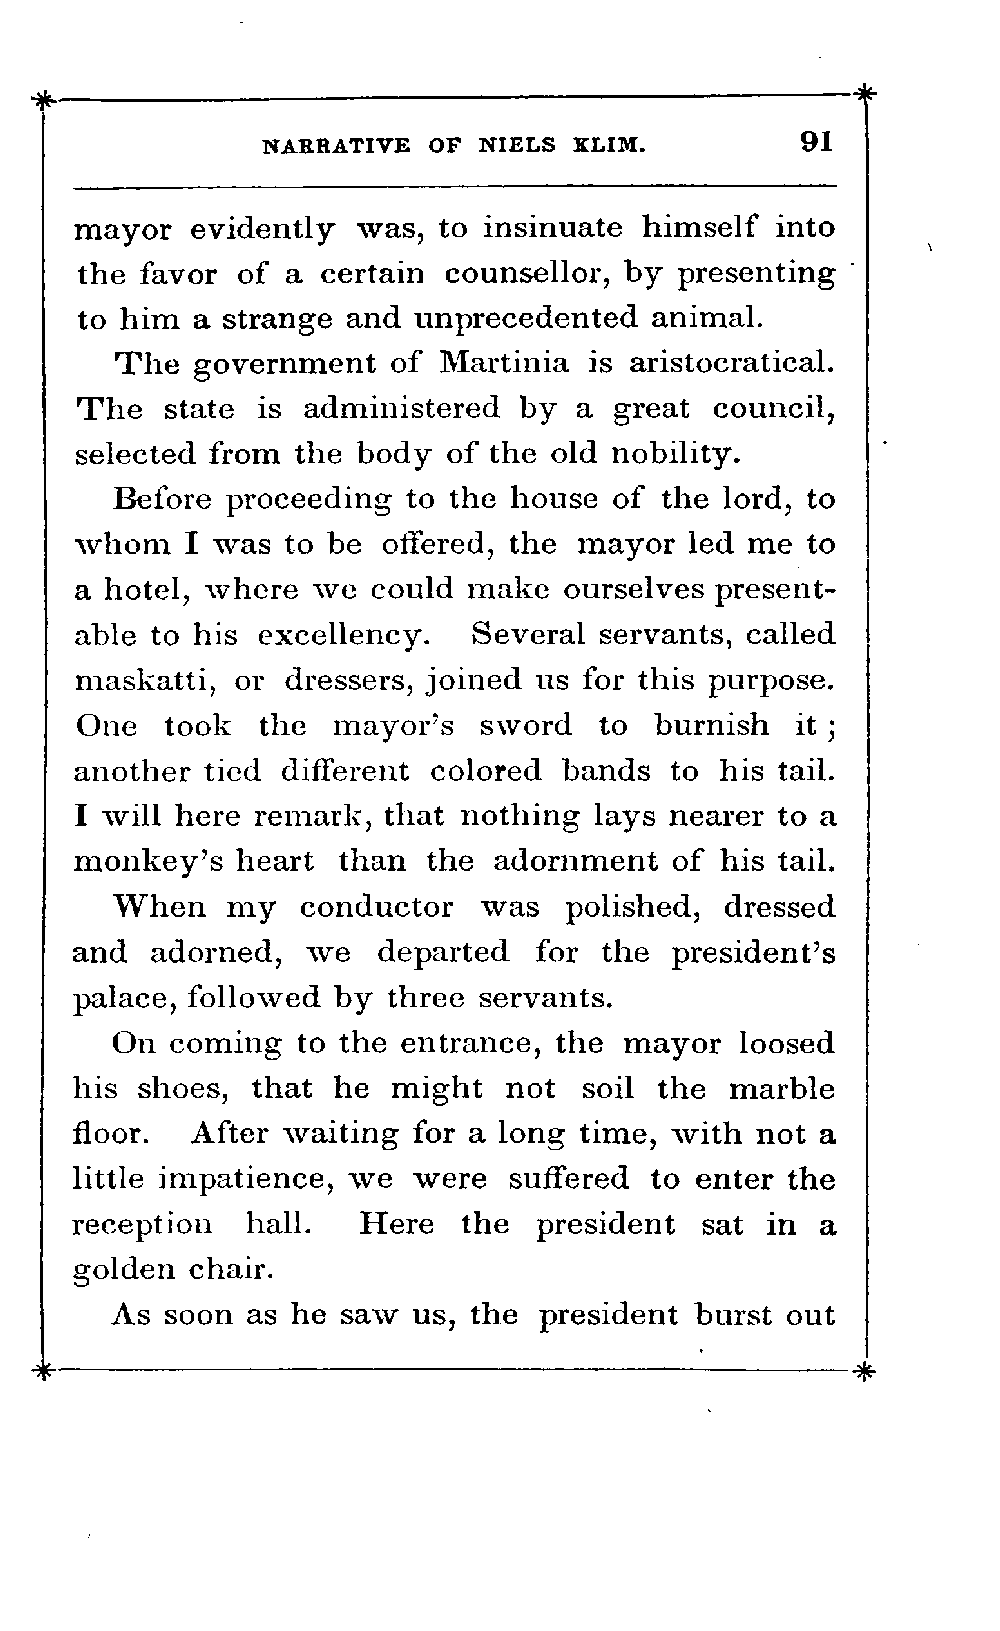 NARRATIVE OF NIELS KLIM. 91
mayor evidently was, to insinuate himself into
the favor of a certain counsellor, by presenting
to him a strange and unprecedented animal.
The government of Martinia is aristocratical.
The state is administered by a great council,
selected from the body of the old nobility.
Before proceeding to the house of the lord, to
whom I was to be offered, the mayor led me to
a hotel, where we could make ourselves present-
able to his excellency. Several servants, called
maskatti, or dressers, joined us for this purpose.
One took the mayor's sword to burnish it ;
another tied different colored bands to his tail.
I will here remark, that nothing lays nearer to a
monkey's heart than the adornment of his tail.
When my conductor was polished, dressed
and adorned, we departed for the president's
palace, followed by three servants.
On coming to the entrance, the mayor loosed
his shoes, that he might not soil the marble
floor. After waiting for a long time, with not a
little impatience, we were suffered to enter the
reception hall. Here the president sat in a
golden chair.
As soon as he saw us, the president burst out